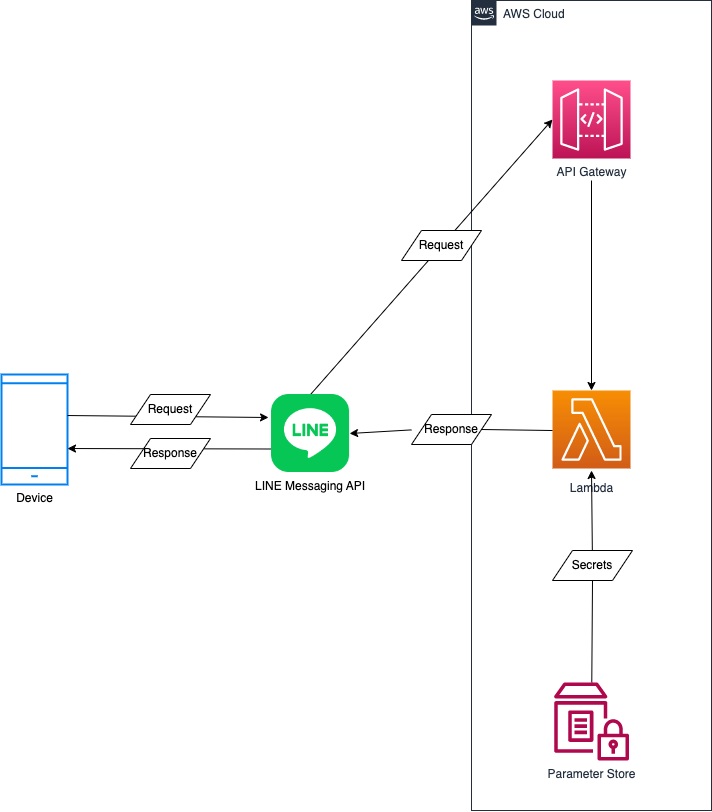 aws
AWS Cloud
</>
API Gateway
Request
Request
LINE
Response
Response
Device
LINE Messaging API
Lambda
Secrets
Parameter Store